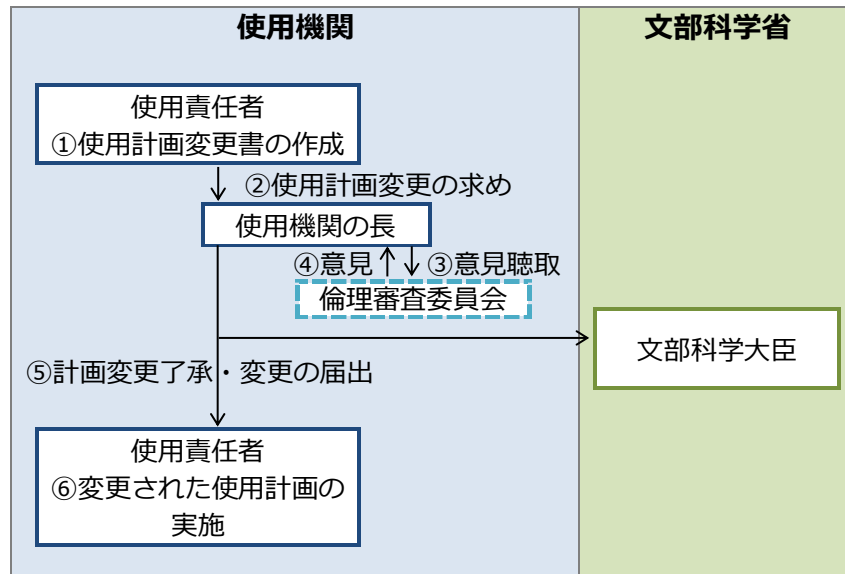 使用機関
文部科学省
使用責任者
①使用計画変更書の作成
②使用計画変更の求め
使用機関の長
④意見
③意見聴取
倫理審査委員会
文部科学大臣
⑤計画変更了承・変更の届出
使用責任者
⑥変更された使用計画の
実施